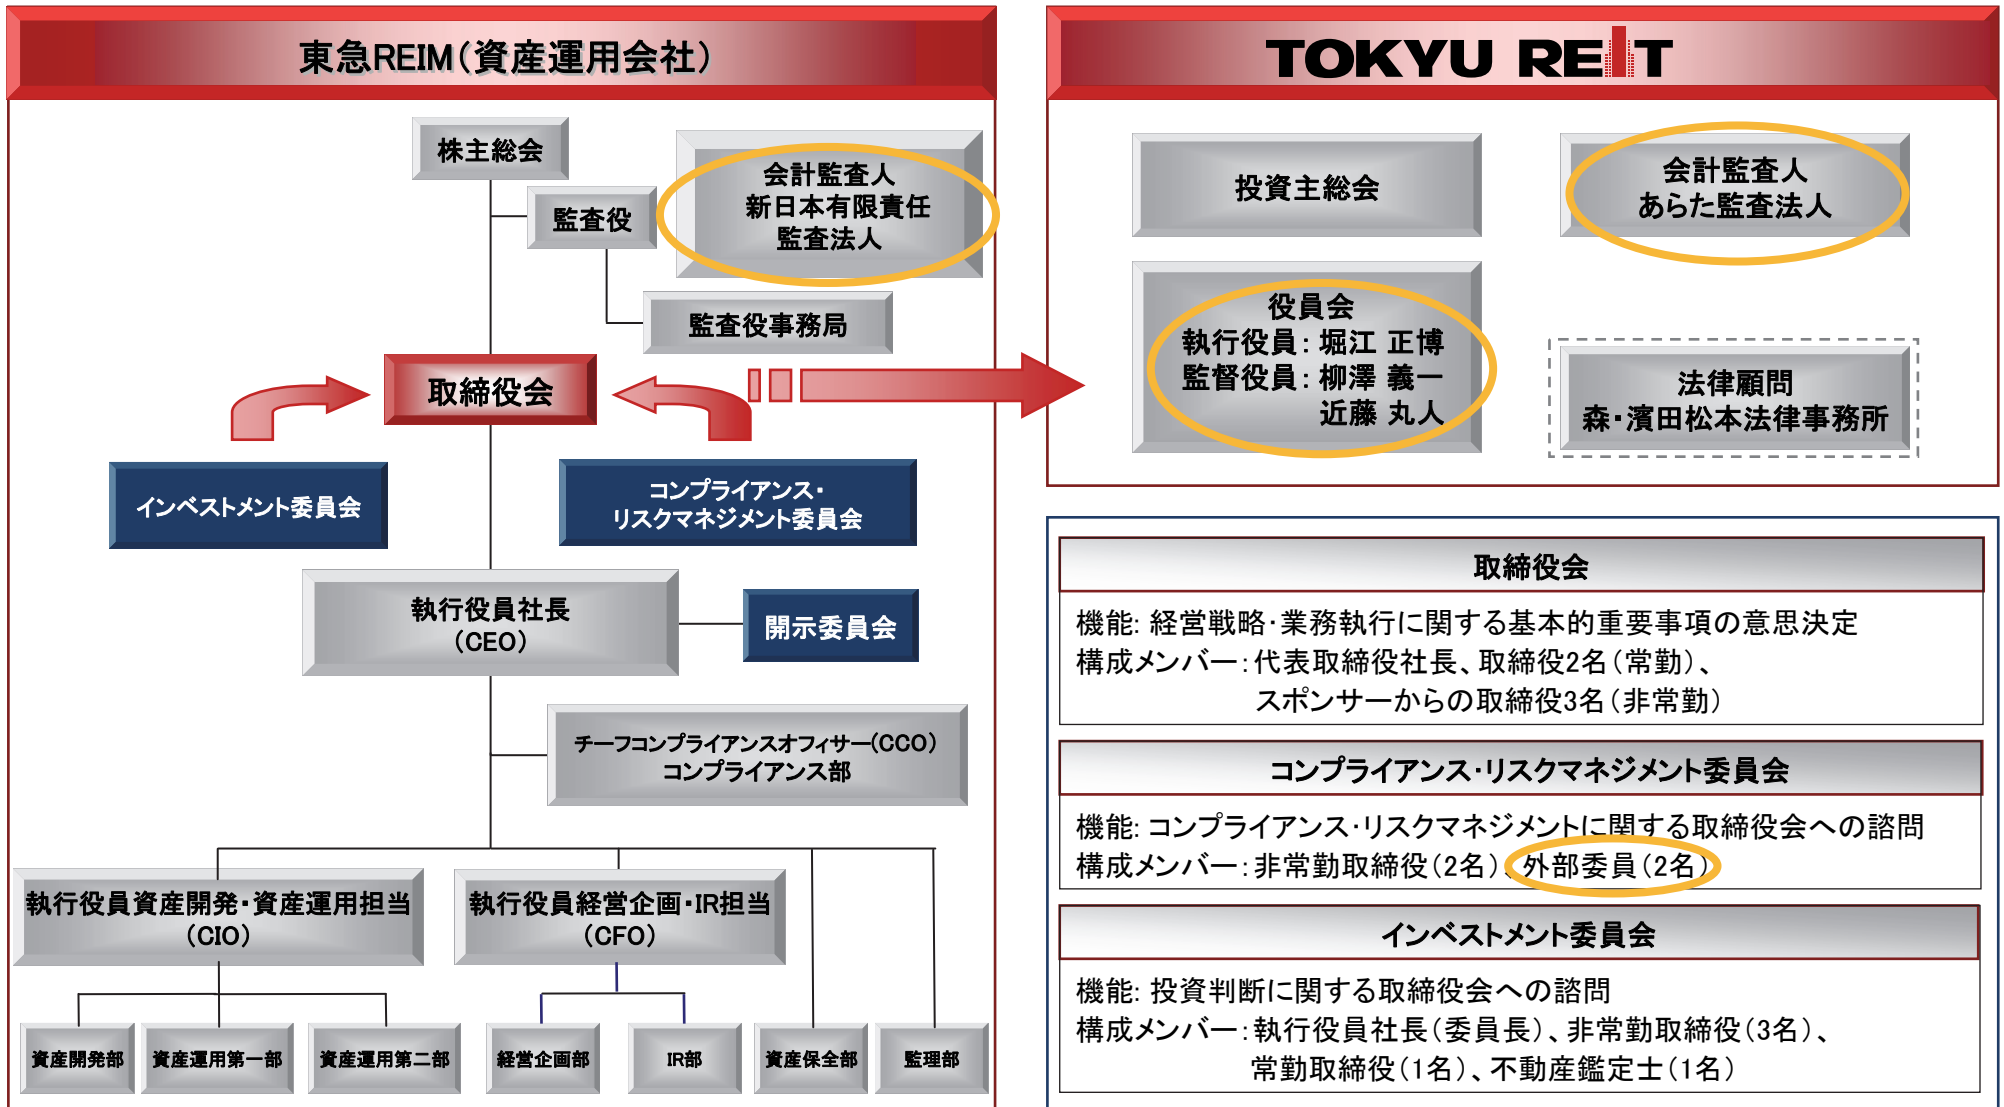 東急REIM(資産運用会社)
株主総会
監査役
会計監査人
新日本有限責任
監査法人
監査役事務局
取締役会
インベストメント委員会
コンプライアンス・
リスクマネジメント委員会
執行役員社長
(CEO)
開示委員会
チーフコンプライアンスオフィサー(CCO)
コンプライアンス部
執行役員資産開発・資産運用担当
(CIO)
執行役員経営企画・IR担当
(CFO)
資産開発部
資産運用第一部
資産運用第二部
経営企画部
IR部
資産保全部
監理部
TOKYU REIT
投資主総会
会計監査人
あらた監査法人
役員会
執行役員:堀江 正博
監督役員:柳澤 義一
近藤 丸人
法律顧問
森・濱田松本法律事務所
取締役会
機能:経営戦略・業務執行に関する基本的重要事項の意思決定
構成メンバー:代表取締役社長、取締役2名(常勤)、
スポンサーからの取締役3名(非常勤)
コンプライアンス・リスクマネジメント委員会
機能:コンプライアンス・リスクマネジメントに関する取締役会への諮問
構成メンバー:非常勤取締役(2名)、外部委員(2名)
インベストメント委員会
機能:投資判断に関する取締役会への諮問
構成メンバー:執行役員社長(委員長)、非常勤取締役(3名)、
常勤取締役(1名)、不動産鑑定士(1名)